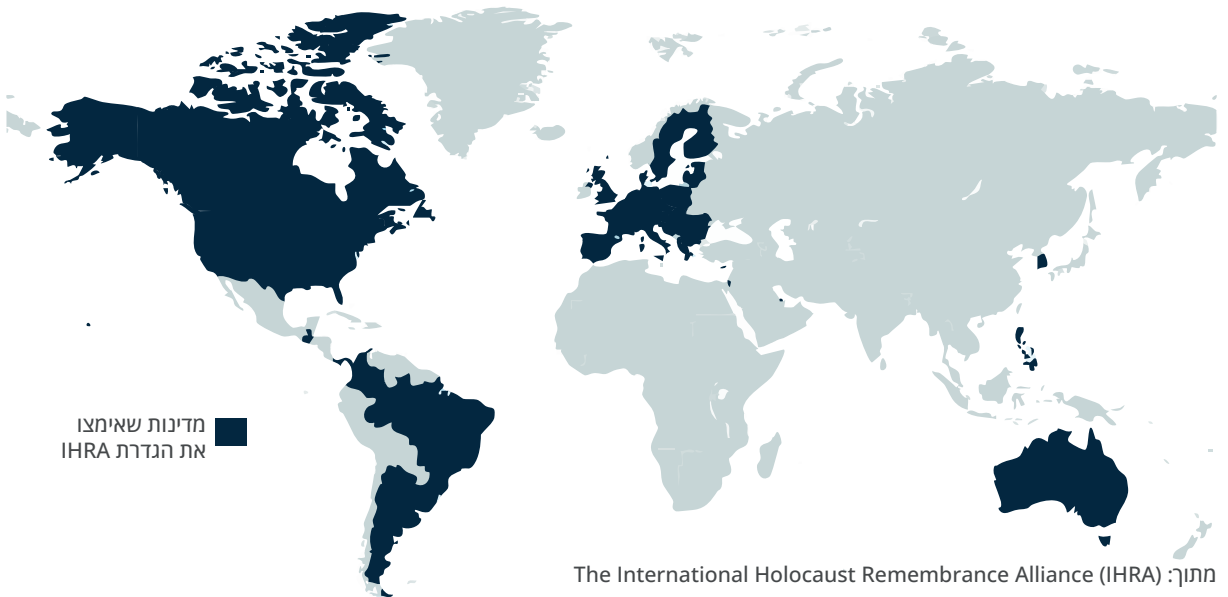 מדינות שאימצו
את הגדרת IHRA
מתוך: The International Holocaust Remembrance Alliance (IHRA)